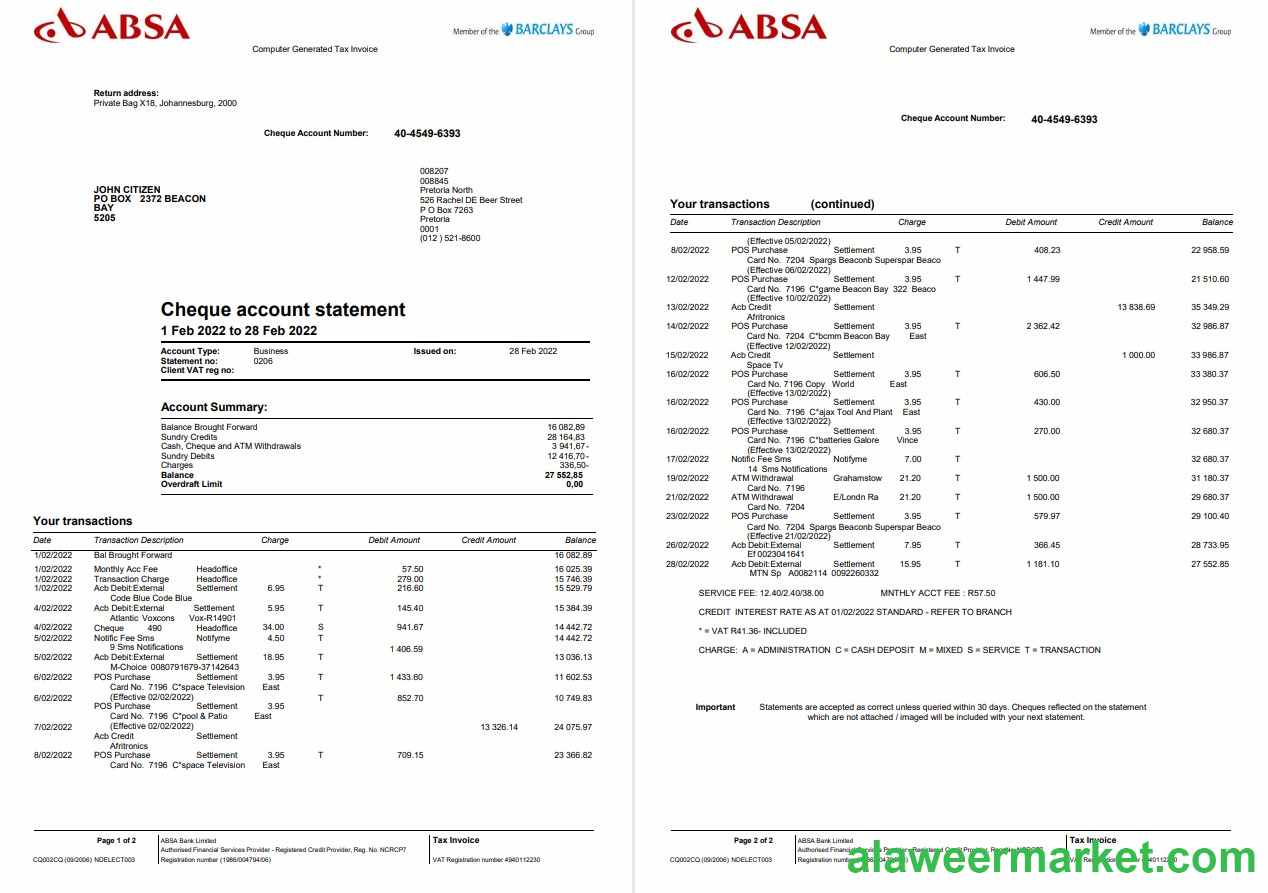 ABSA
Member of the BARCLAYS Group
Computer Generated Tax Invoice
Return address:
Private Bag X18, Johannesburg, 2000
Cheque Account Number: 40-4549-6393
008207
008845
Pretoria North
526 Rachel DE Beer Street
P O Box 7263
Pretoria
0001
(012 ) 521-8600
JOHN CITIZEN
PO BOX 2372 BEACON
BAY
5205
Cheque account statement
1 Feb 2022 to 28 Feb 2022
Account Type: Business Issued on: 28 Feb 2022
Statement no: 0206
Client VAT reg no:
Account Summary:
Balance Brought Forward 16 082,89
Sundry Credits 28 164,83
Cash, Cheque and ATM Withdrawals 3 941,67-
Sundry Debits 12 416,70-
Charges 336,50-
Balance 27 552,85
Overdraft Limit 0,00
Your transactions
Date Transaction Description Charge Debit Amount Credit Amount Balance
1/02/2022 Bal Brought Forward 16 082,89
1/02/2022 Monthly Acc Fee Headoffice * 57.50 16 025.39
1/02/2022 Transaction Charge Headoffice * 279.00 15 746.39
1/02/2022 Acb Debit:External Settlement 6.95 T 216.60 15 529.79
Code Blue Code Blue
4/02/2022 Acb Debit:External Settlement 5.95 T 145.40 15 384.39
Atlantic Voxcons Vox-R14901
4/02/2022 Cheque 490 34.00 S 941.67 14 442.72
5/02/2022 Notific Fee Sms Notifyme 4.50 T 14 442.72
9 Sms Notifications 1 406.59
5/02/2022 Acb Debit:External Settlement 18.95 T 13 036.13
M-Choice 0080791679-37142643
6/02/2022 POS Purchase Settlement 3.95 T 1 433.60 11 602.53
Card No. 7196 C*space Television East
(Effective 02/02/2022)
6/02/2022 T 852.70 10 749.83
POS Purchase Settlement 3.95
Card No. 7196 C*pool & Patio East
(Effective 02/02/2022)
7/02/2022 13 326.14 24 075.97
Acb Credit Settlement
Afritronics
8/02/2022 POS Purchase Settlement 3.95 T 709.15 23 366.82
Card No. 7196 C*space Television East
Page 1 of 2
ABSA Bank Limited
Authorised Financial Services Provider - Registered Credit Provider, Reg. No. NCRCP7
Registration number (1986/004794/06)
Tax Invoice
VAT Registration number 4940112230
CQ002CQ (09/2006) NDELECT003
ABSA
Member of the BARCLAYS Group
Computer Generated Tax Invoice
Cheque Account Number: 40-4549-6393
Your transactions (continued)
Date Transaction Description Charge Debit Amount Credit Amount Balance
(Effective 05/02/2022)
8/02/2022 POS Purchase Settlement 3.95 T 408.23 22 958.59
Card No. 7204 Spargs Beaconb Superspar Beaco
(Effective 06/02/2022)
12/02/2022 POS Purchase Settlement 3.95 T 1 447.99 21 510.60
Card No. 7196 C*game Beacon Bay 322 Beaco
(Effective 10/02/2022)
13/02/2022 Acb Credit Settlement 13 838.69 35 349.29
Afritronics
14/02/2022 POS Purchase Settlement 3.95 T 2 362.42 32 986.87
Card No. 7204 C*bcmm Beacon Bay East
(Effective 12/02/2022)
15/02/2022 Acb Credit Settlement 1 000.00 33 986.87
Space Tv
16/02/2022 POS Purchase Settlement 3.95 T 606.50 33 380.37
Card No. 7196 Copy World East
(Effective 13/02/2022)
16/02/2022 POS Purchase Settlement 3.95 T 430.00 32 950.37
Card No. 7196 C*ajax Tool And Plant East
(Effective 13/02/2022)
16/02/2022 POS Purchase Settlement 3.95 T 270.00 32 680.37
Card No. 7196 C*batteries Galore Vince
(Effective 13/02/2022)
17/02/2022 Notific Fee Sms Notifyme 7.00 T 32 680.37
14 Sms Notifications
19/02/2022 ATM Withdrawal Grahamstow 21.20 T 1 500.00 31 180.37
Card No. 7196
21/02/2022 ATM Withdrawal E/Londn Ra 21.20 T 1 500.00 29 680.37
Card No. 7204
23/02/2022 POS Purchase Settlement 3.95 T 579.97 29 100.40
Card No. 7204 Spargs Beaconb Superspar Beaco
(Effective 21/02/2022)
26/02/2022 Acb Debit:External Settlement 7.95 T 366.45 28 733.95
Ef 0023041641
28/02/2022 Acb Debit:External Settlement 15.95 T 1 181.10 27 552.85
MTN Sp A0082114 0092260332
SERVICE FEE: 12.40/2.40/38.00 MNTHLY ACCT FEE : R57.50
CREDIT INTEREST RATE AS AT 01/02/2022 STANDARD - REFER TO BRANCH
* = VAT R41.36- INCLUDED
CHARGE: A = ADMINISTRATION C = CASH DEPOSIT M = MIXED S = SERVICE T = TRANSACTION
Important Statements are accepted as correct unless queried within 30 days. Cheques reflected on the statement
which are not attached / imaged will be included with your next statement.
Page 2 of 2
ABSA Bank Limited
Authorised Financial Services Provider - Registered Credit Provider, Reg. No. NCRCP7
Registration number (1986/004794/06)
Tax Invoice
VAT Registration number 4940112230
CQ002CQ (09/2006) NDELECT003
alaweermarket.com